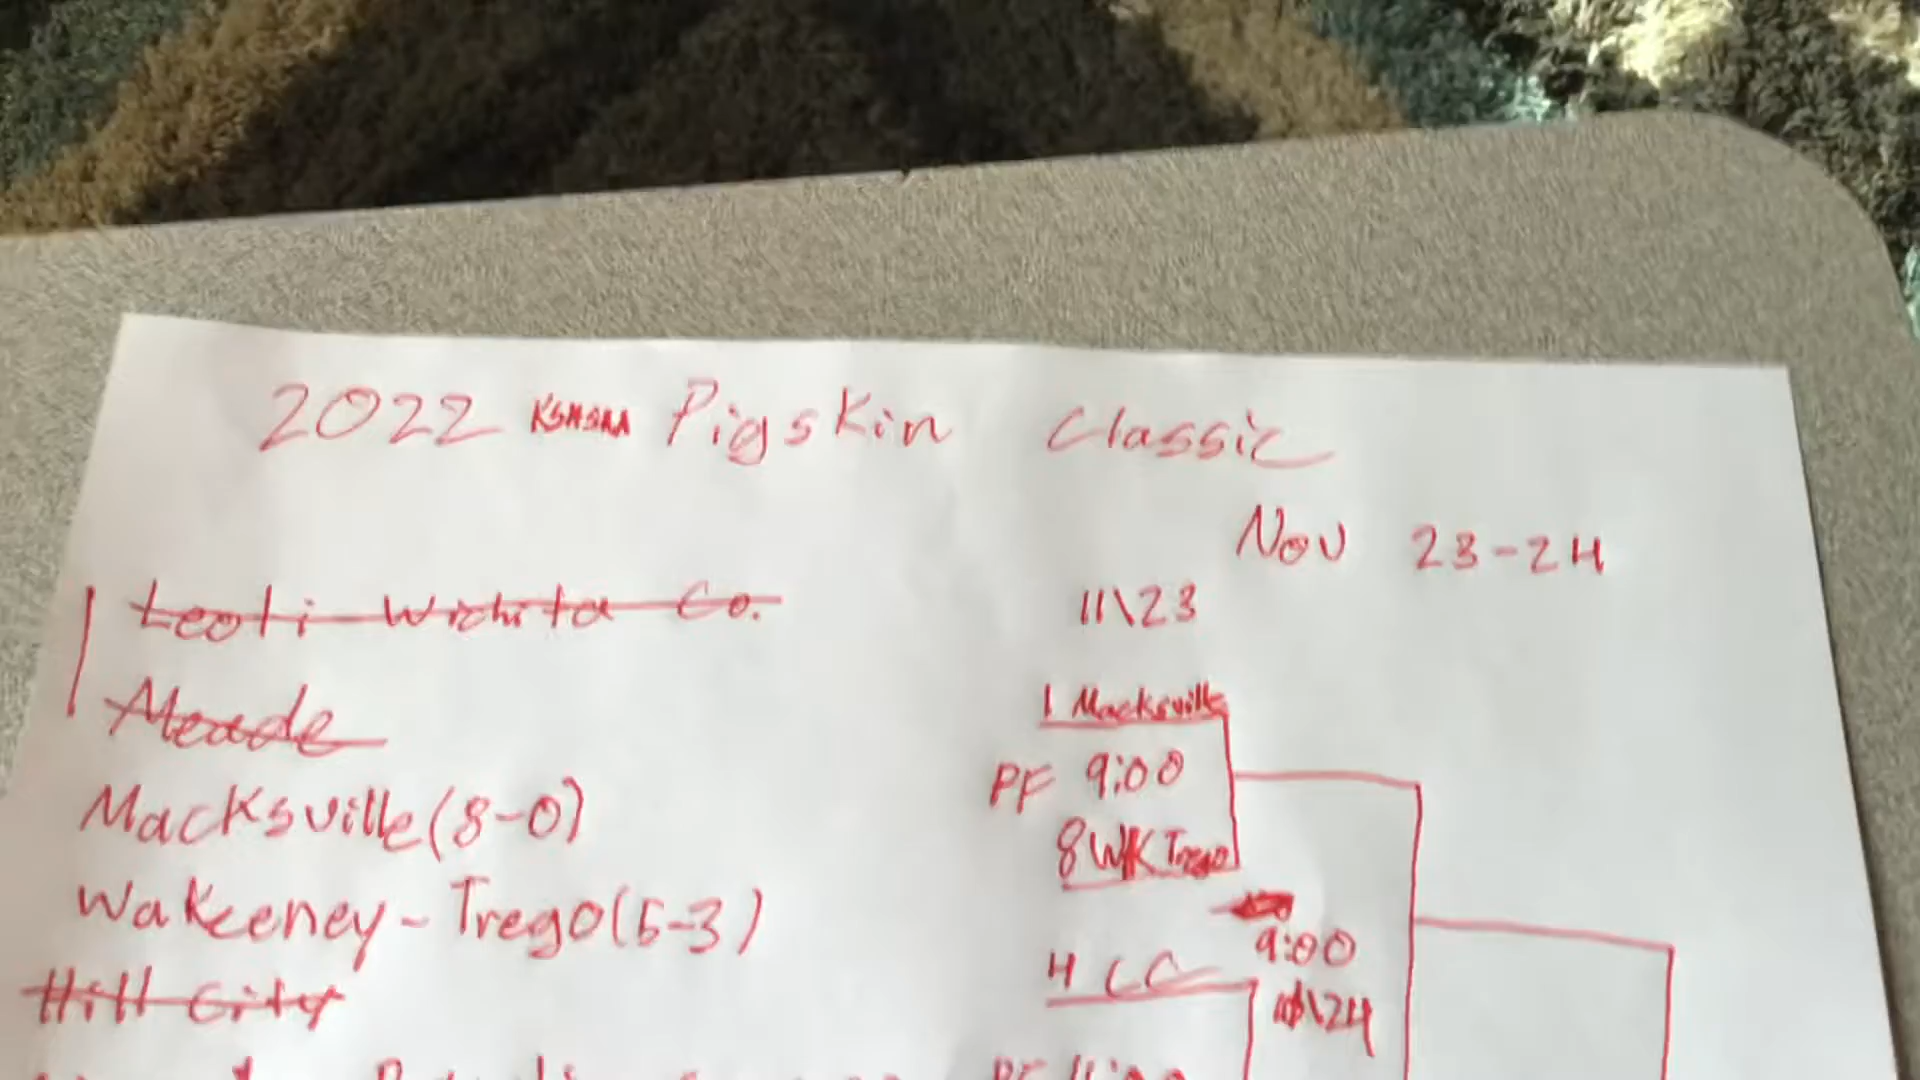 2022 KSHSAA Pigskin Classic
Nov 23-24
Leoti-Wichita Co.
Meade
Macksville (8-0)
Wakeeney-Trego (5-3)
Hill City
11\23
1 Macksville
PF 9:00
8 WK Trego
9:00
\24
4 CC